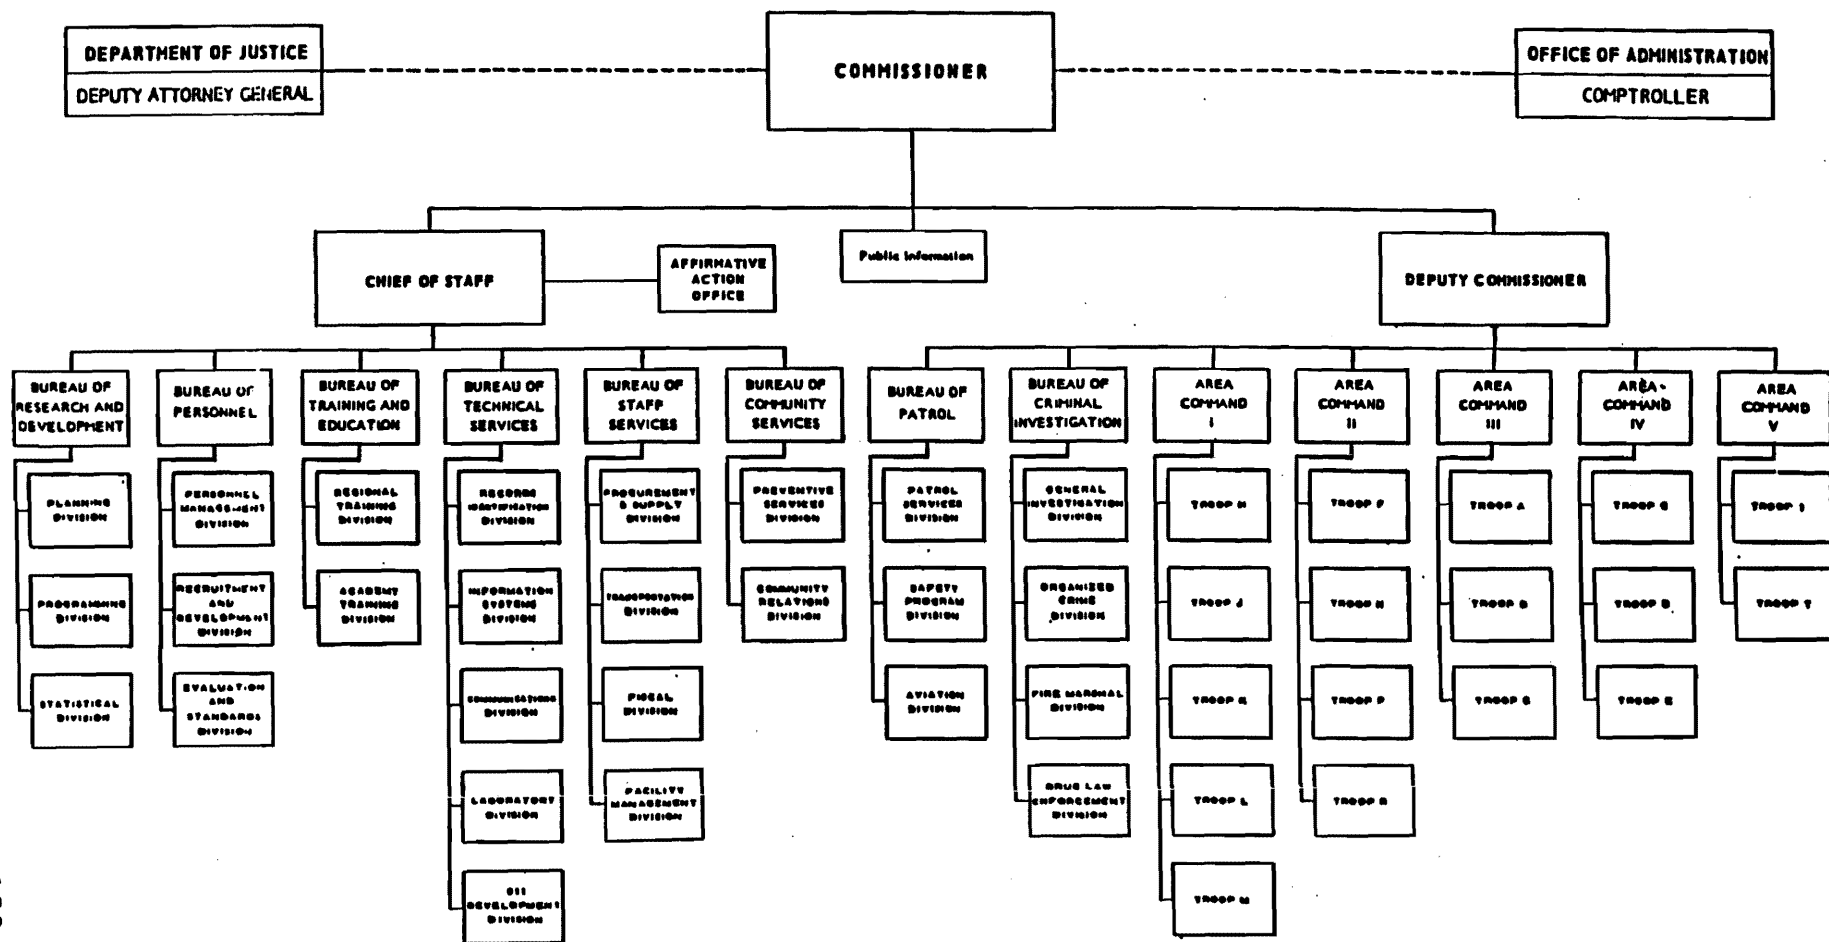 DEPARTMENT OF JUSTICE
DEPUTY ATTORNEY GENERAL
COMMISSIONER
OFFICE OF ADMINISTRATION
COMPTROLLER
CHIEF OF STAFF
AFFIRMATIVE
ACTION
OFFICE
Public Information
DEPUTY COMMISSIONER
BUREAU OF
RESEARCH AND
DEVELOPMENT
BUREAU OF
PERSONNEL
BUREAU OF
TRAINING AND
EDUCATION
BUREAU OF
TECHNICAL
SERVICES
BUREAU OF
STAFF
SERVICES
BUREAU OF
COMMUNITY
SERVICES
BUREAU OF
PATROL
BUREAU OF
CRIMINAL
INVESTIGATION
AREA
COMMAND
I
AREA
COMMAND
II
AREA
COMMAND
III
AREA
COMMAND
IV
AREA
COMMAND
V
PLANNING
DIVISION
PERSONNEL
MANAGEMENT
DIVISION
REGIONAL
TRAINING
DIVISION
RECORDS
IDENTIFICATION
DIVISION
PROCUREMENT
& SUPPLY
DIVISION
PREVENTIVE
SERVICES
DIVISION
PATROL
SERVICES
DIVISION
GENERAL
INVESTIGATION
DIVISION
TROOP
TROOP F
TROOP A
TROOP
TROOP
PROGRAMMING
DIVISION
RECRUITMENT
AND
DEVELOPMENT
DIVISION
ACADEMY
TRAINING
DIVISION
INFORMATION
SYSTEMS
DIVISION
TRANSPORTATION
DIVISION
COMMUNITY
RELATIONS
DIVISION
SAFETY
PROGRAM
DIVISION
ORGANIZED
CRIME
DIVISION
TROOP J
TROOP
TROOP
TROOP
TROOP T
STATISTICAL
DIVISION
EVALUATION
AND
STANDARDS
DIVISION
COMMUNICATIONS
DIVISION
FISCAL
DIVISION
AVIATION
DIVISION
FIRE MARSHAL
DIVISION
TROOP K
TROOP P
TROOP
TROOP
LABORATORY
DIVISION
FACILITY
MANAGEMENT
DIVISION
DRUG LAW
ENFORCEMENT
DIVISION
TROOP L
TROOP R
DEVELOPMENT
DIVISION
TROOP M